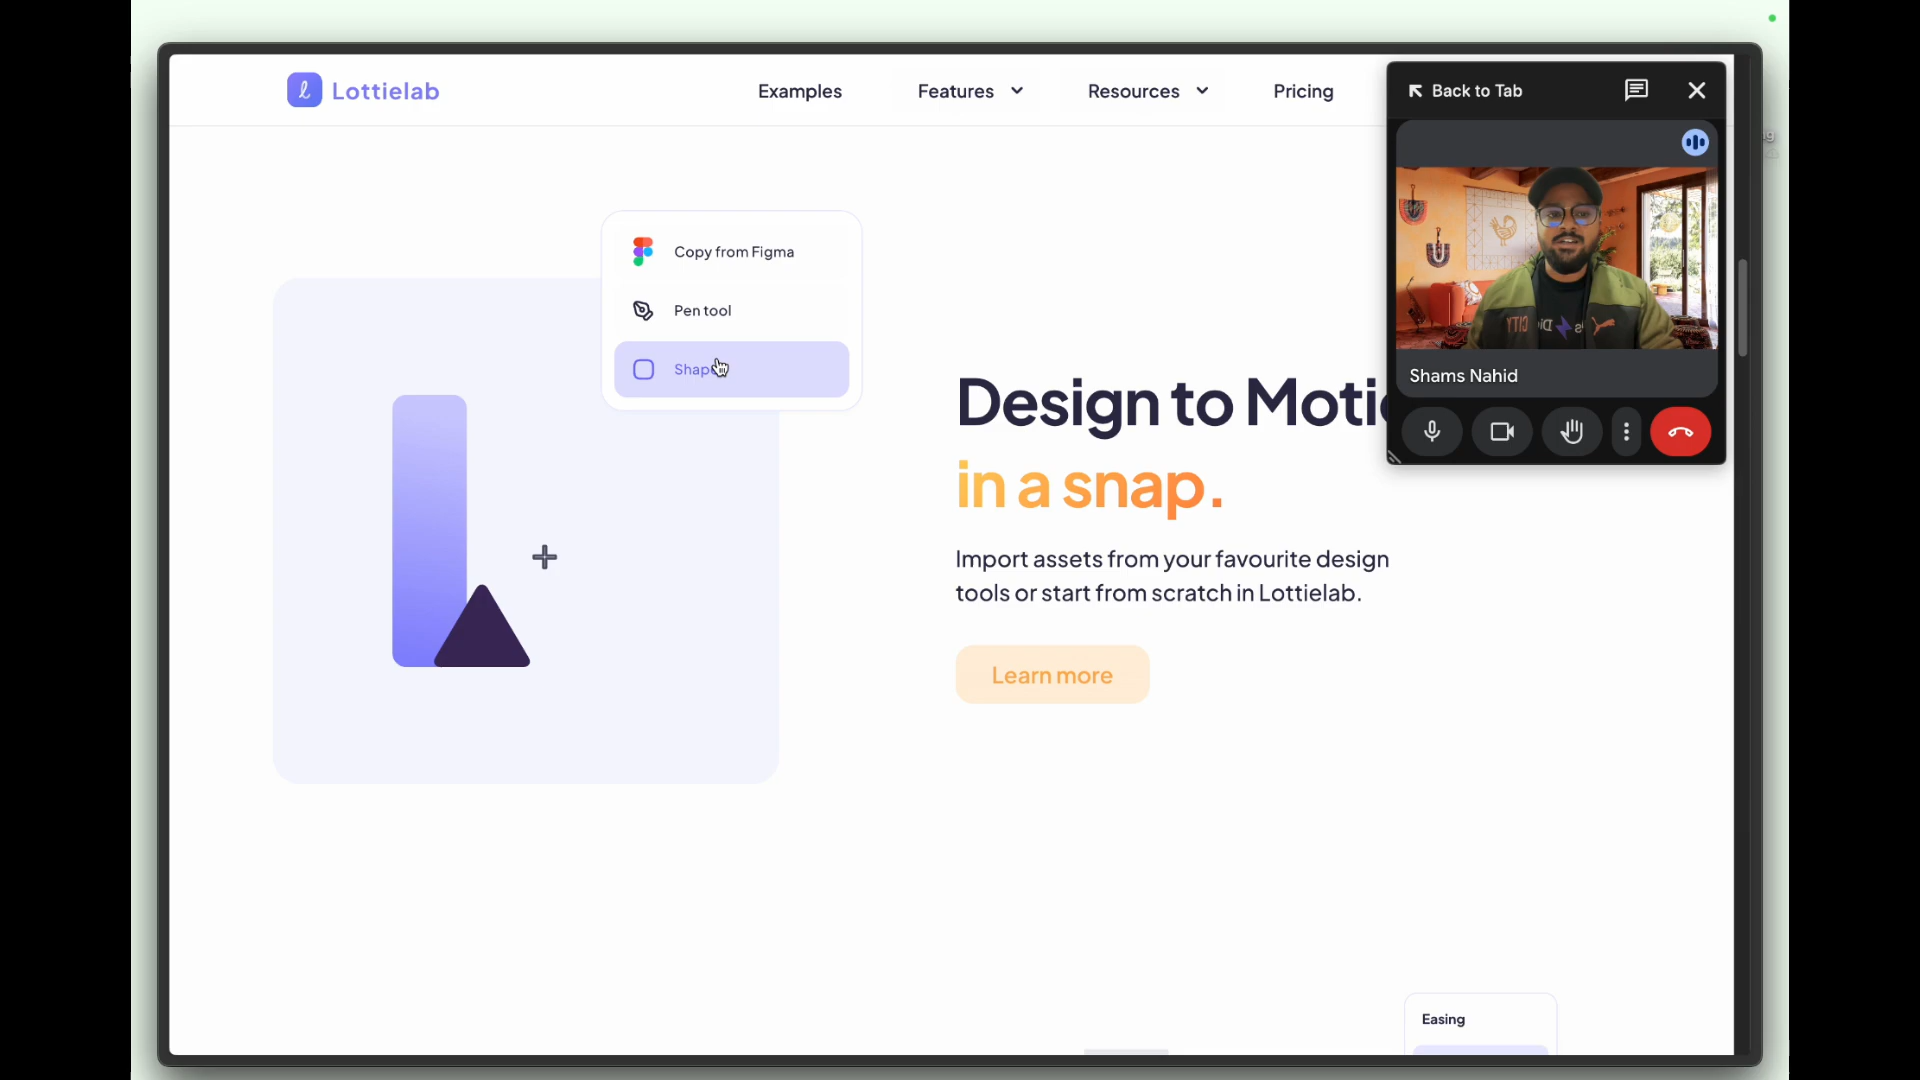 Lottielab
Examples
Features
Resources
Pricing
Back to Tab
Copy from Figma
Pen tool
Shap
Shams Nahid
Design to Moti
in a snap.
Import assets from your favourite design
tools or start from scratch in Lottielab.
Learn more
Easing